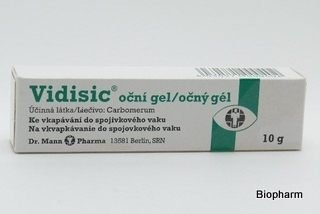 Vidisic® oční gel/očný gél
Účinná látka/Liečivo: Carbomerum
Ke vkapávání do spojivkového vaku
Na vkvapkávanie do spojovkového vaku
Dr. Mann Pharma 13581 Berlin, SRN
10 g
Biopharm